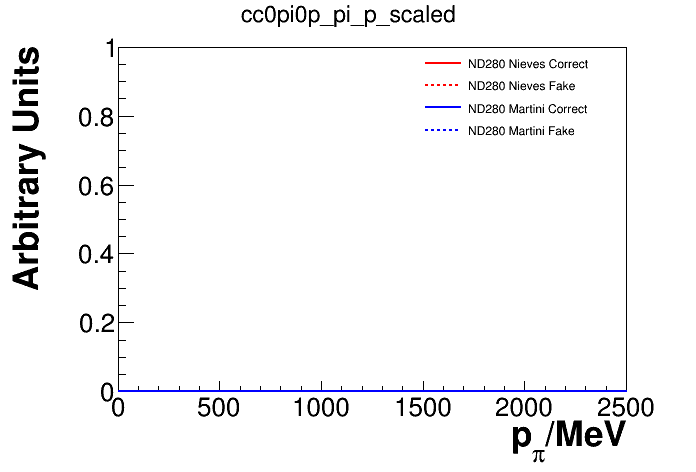 cc0pi0p_pi_p_scaled
Arbitrary Units
1
0.8
0.6
0.4
0.2
0
ND280 Nieves Correct
ND280 Nieves Fake
ND280 Martini Correct
ND280 Martini Fake
0 500 1000 1500 2000 2500
pπ/MeV